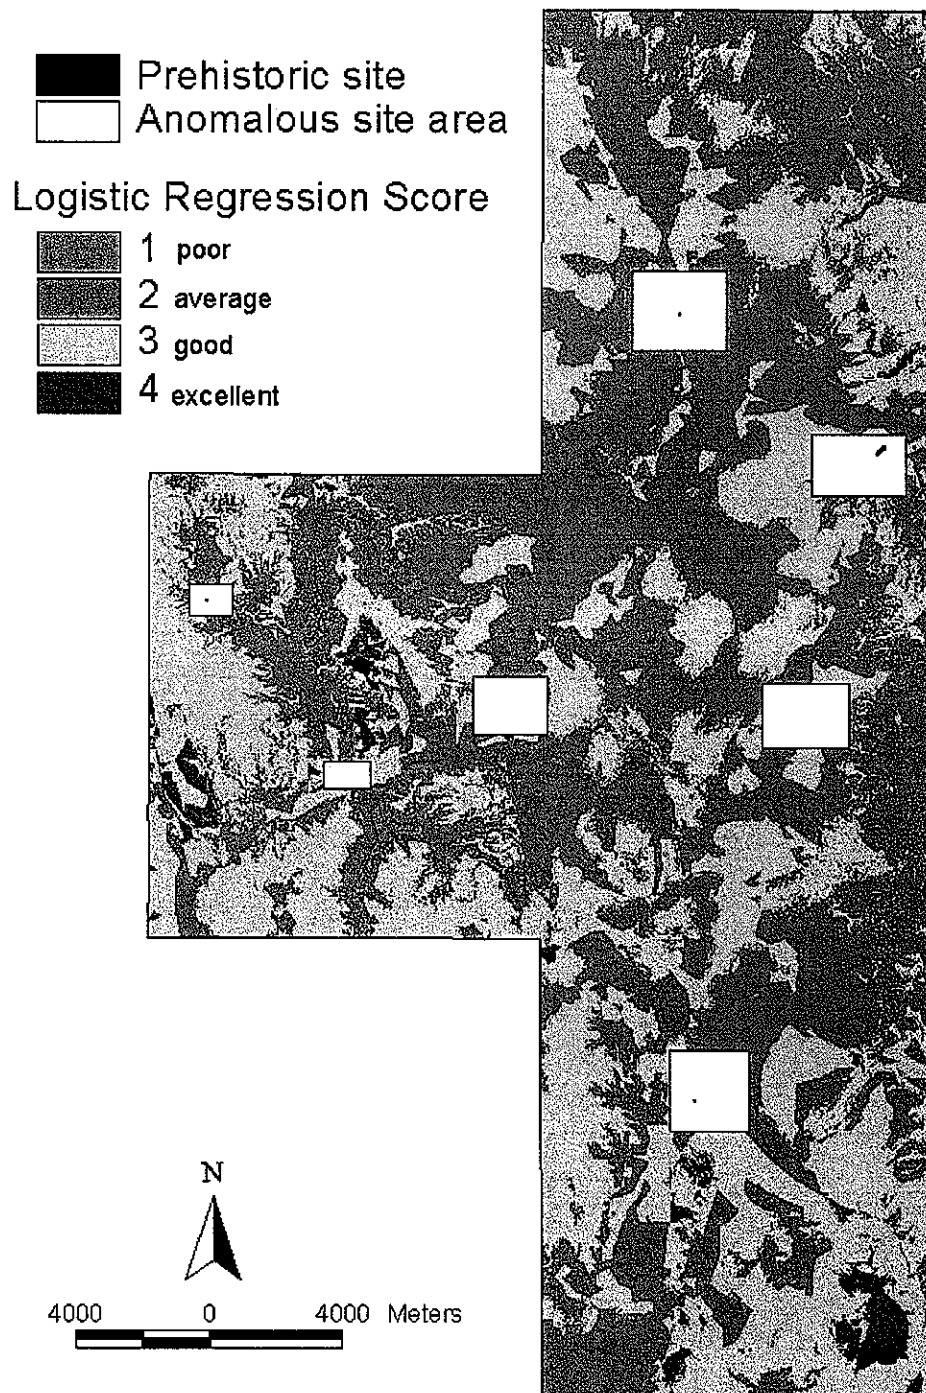 Prehistoric site
Anomalous site area
Logistic Regression Score
1 poor
2 average
3 good
4 excellent
N
4000 0 4000 Meters